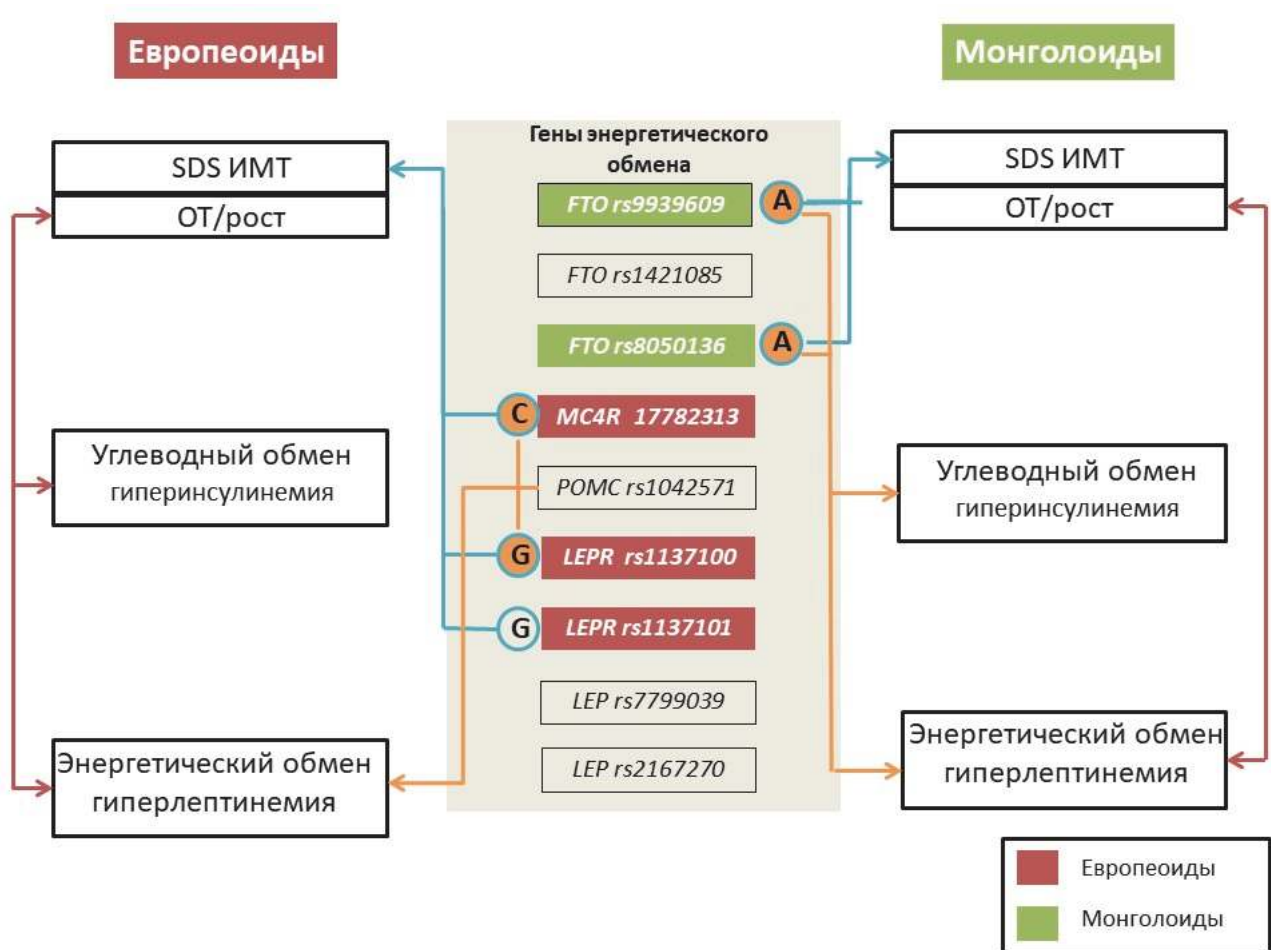 Европеоиды
Монголоиды
SDS ИМТ
ОТ/рост
Углеводный обмен
гиперинсулинемия
Энергетический обмен
гиперлептинемия
Гены энергетического
обмена
FTO rs9939609
A
FTO rs1421085
FTO rs8050136
A
C
MC4R 17782313
POMC rs1042571
G
LEPR rs1137100
G
LEPR rs1137101
LEP rs7799039
LEP rs2167270
SDS ИМТ
ОТ/рост
Углеводный обмен
гиперинсулинемия
Энергетический обмен
гиперлептинемия
Европеоиды
Монголоиды